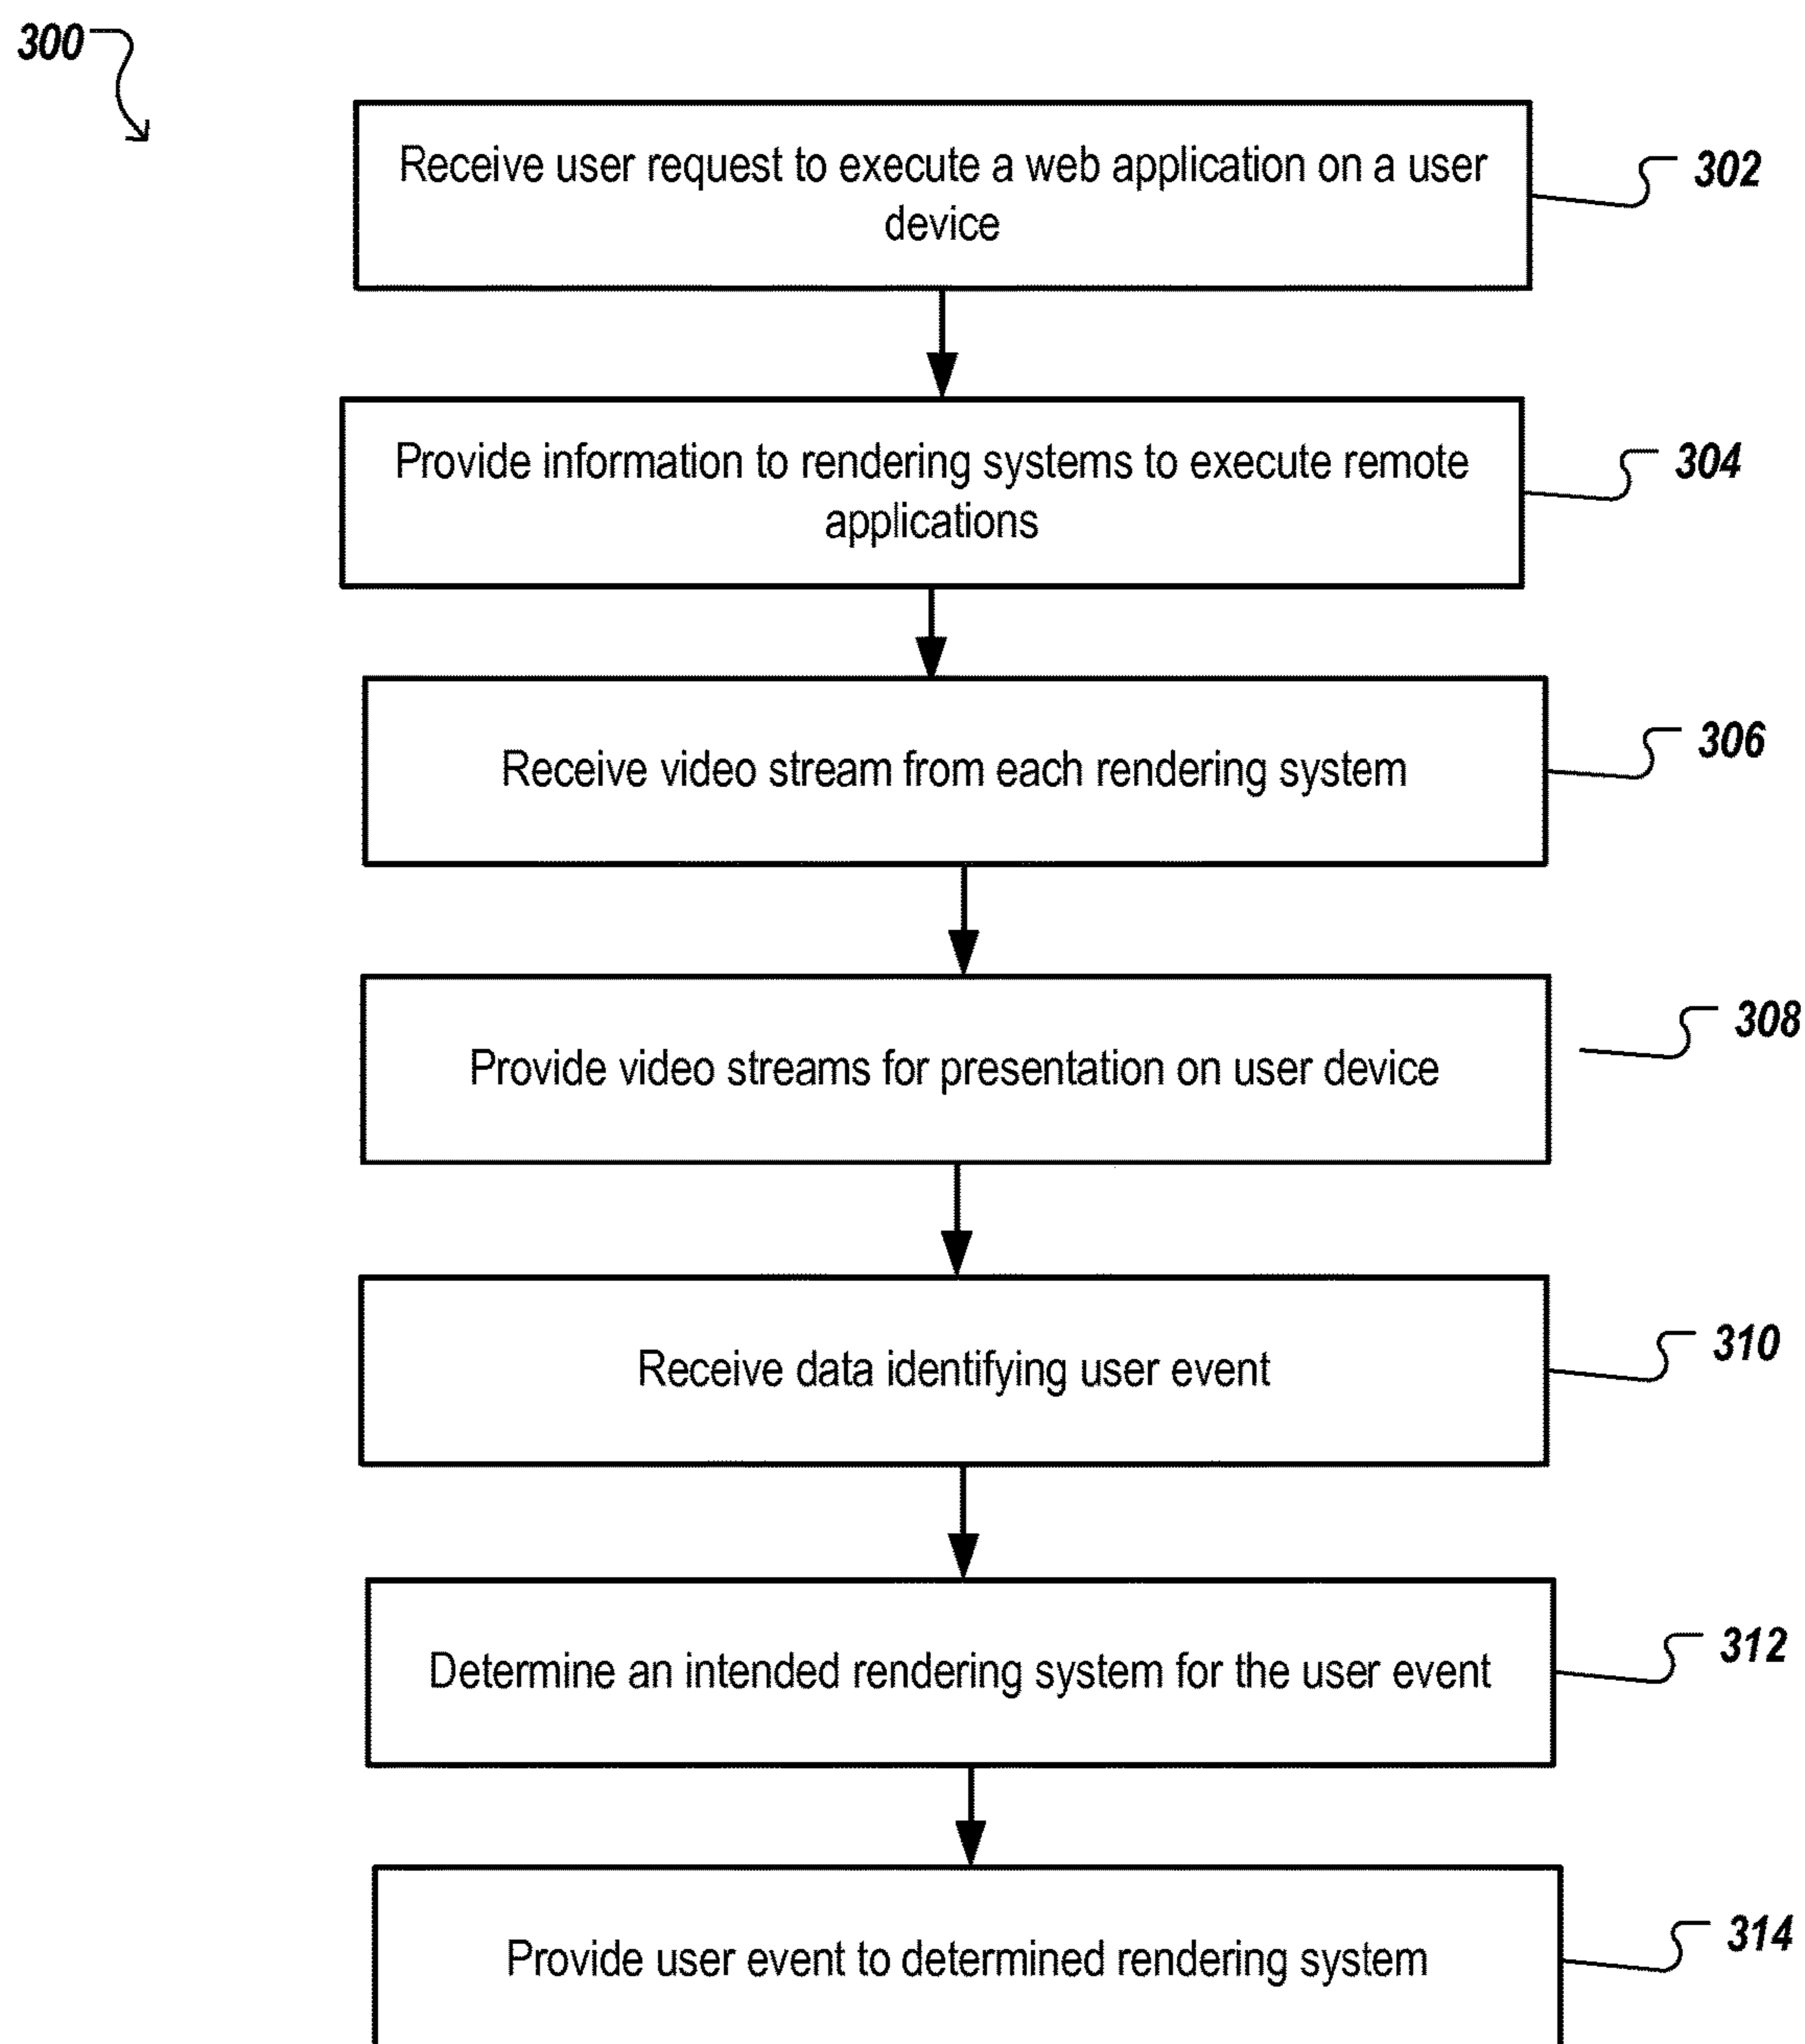 300
Receive user request to execute a web application on a user
device
302
Provide information to rendering systems to execute remote
applications
304
Receive video stream from each rendering system
306
Provide video streams for presentation on user device
308
Receive data identifying user event
310
Determine an intended rendering system for the user event
312
Provide user event to determined rendering system
314